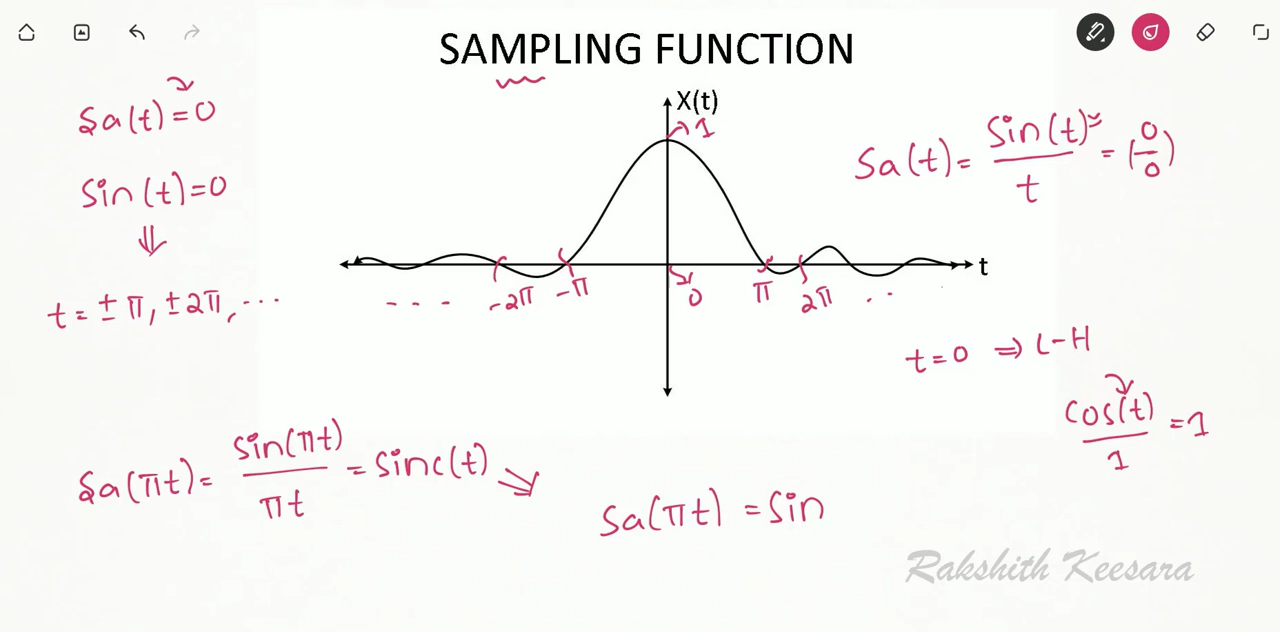 SAMPLING FUNCTION
Sa(t)=0
Sin(t)=0
⇓
t=±π, ±2π, ...
X(t)
1
t
- - - -2π -π 0 π 2π ..
Sa(t)= Sin(t)/t = (0/0)
t=0 ⇒ L-H
cos(t)/1 =1
Sa(πt)= sin(πt)/πt = sinc(t)
Sa(πt) = Sin
Rakshith Keesara